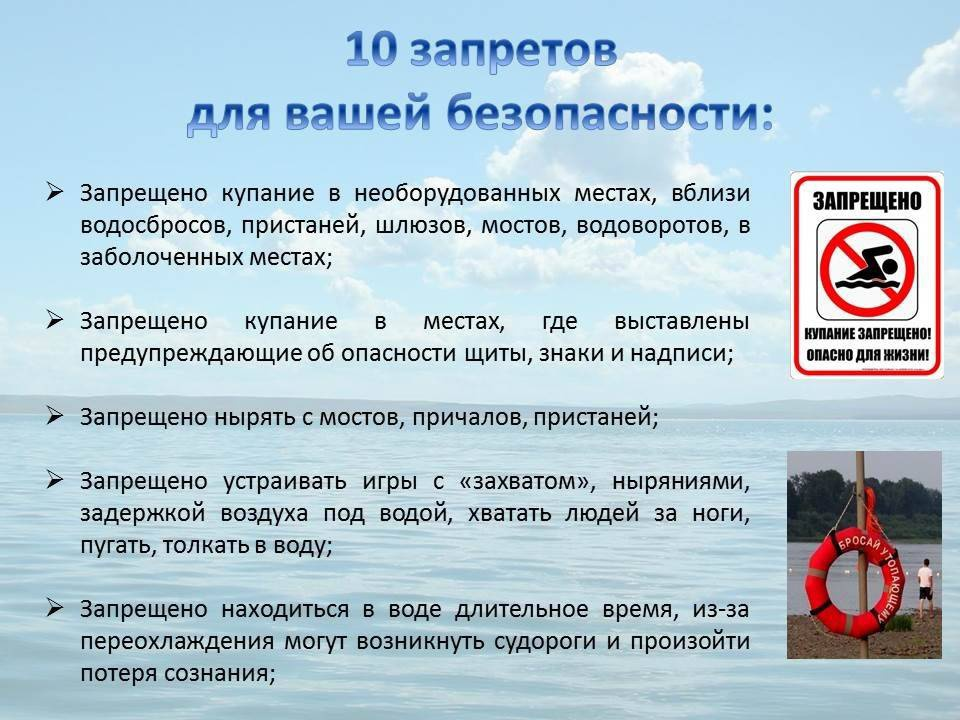 10 запретов
для вашей безопасности:
Запрещено купание в необорудованных местах, вблизи
водосбросов, пристаней, шлюзов, мостов, водоворотов, в
заболоченных местах;
Запрещено купание в местах, где выставлены
предупреждающие об опасности щиты, знаки и надписи;
Запрещено нырять с мостов, причалов, пристаней;
Запрещено устраивать игры с «захватом», ныряниями,
задержкой воздуха под водой, хватать людей за ноги,
пугать, толкать в воду;
Запрещено находиться в воде длительное время, из-за
переохлаждения могут возникнуть судороги и произойти
потеря сознания;
ЗАПРЕЩЕНО
КУПАНИЕ ЗАПРЕЩЕНО!
ОПАСНО ДЛЯ ЖИЗНИ!
БРОСАЙ УТОПАЮЩЕМУ